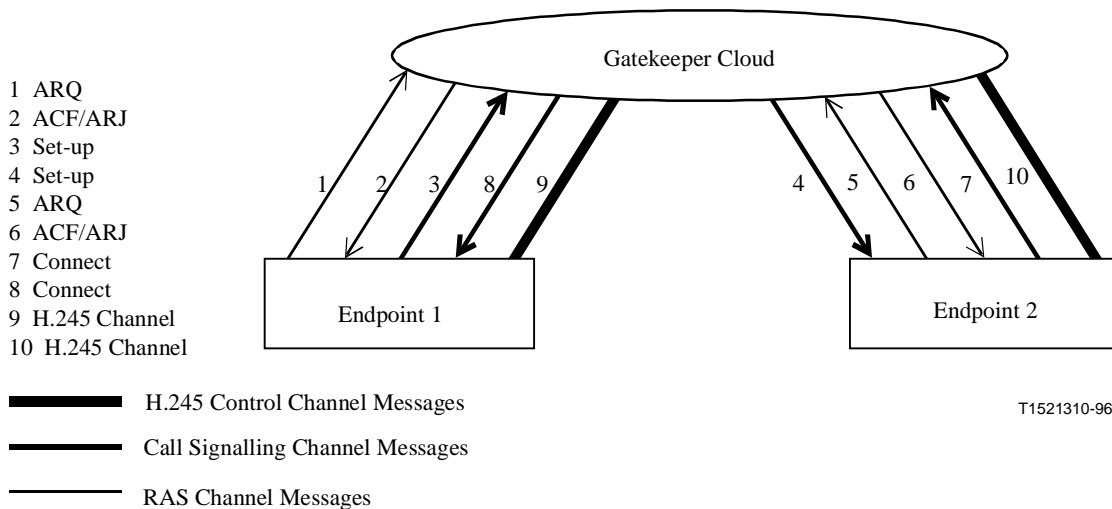 Gatekeeper Cloud
1 ARQ
2 ACF/ARJ
3 Set-up
4 Set-up
5 ARQ
6 ACF/ARJ
7 Connect
8 Connect
9 H.245 Channel
10 H.245 Channel
1
2
3
8
9
4
5
6
7
10
Endpoint 1
Endpoint 2
H.245 Control Channel Messages
T1521310-96
Call Signalling Channel Messages
RAS Channel Messages